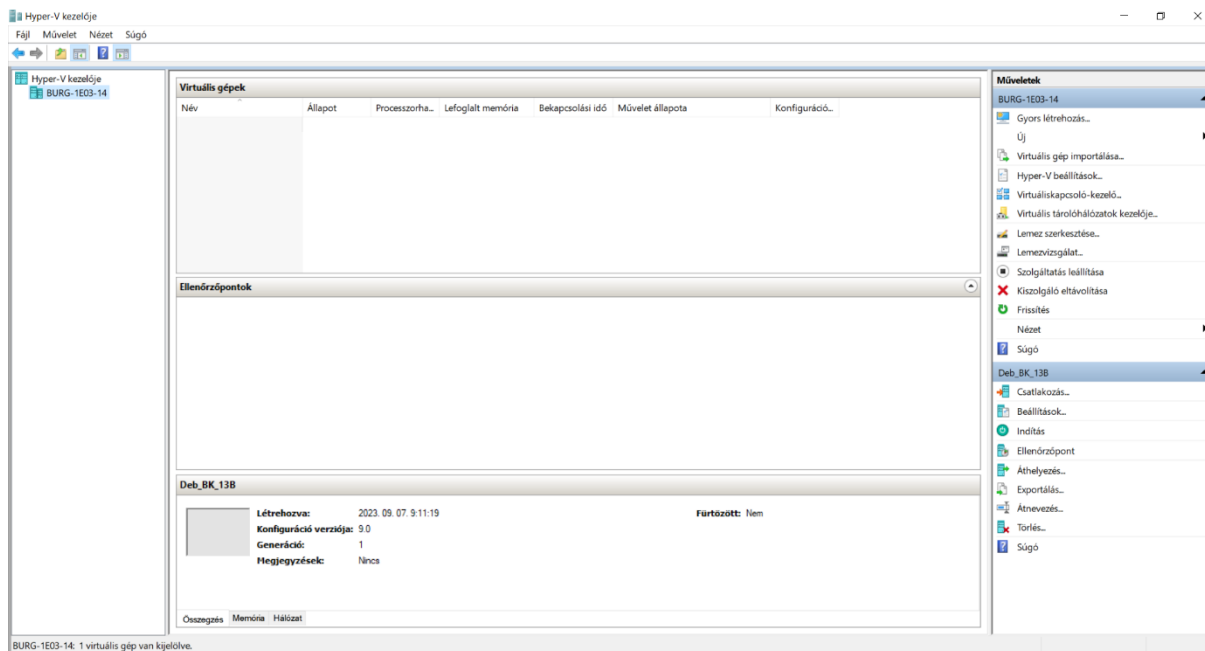 Hyper-V kezelője
Fájl Művelet Nézet Súgó
Hyper-V kezelője
BURG-1E03-14
Virtuális gépek
Név Állapot Processzorha... Lefoglalt memória Bekapcsolási idő Művelet állapota Konfiguráció...
Ellenőrzőpontok
Deb_BK_13B
Létrehozva: 2023. 09. 07. 9:11:19 Fürtözött: Nem
Konfiguráció verziója: 9.0
Generáció: 1
Megjegyzések: Nincs
Összegzés Memória Hálózat
Műveletek
BURG-1E03-14
Gyors létrehozás...
Új
Virtuális gép importálása...
Hyper-V beállítások...
Virtuáliskapcsoló-kezelő...
Virtuális tárolóhálózatok kezelője...
Lemez szerkesztése...
Lemezvizsgálat...
Szolgáltatás leállítása
Kiszolgáló eltávolítása
Frissítés
Nézet
Súgó
Deb_BK_13B
Csatlakozás...
Beállítások...
Indítás
Ellenőrzőpont
Áthelyezés...
Exportálás...
Átnevezés...
Törlés...
Súgó
BURG-1E03-14: 1 virtuális gép van kijelölve.